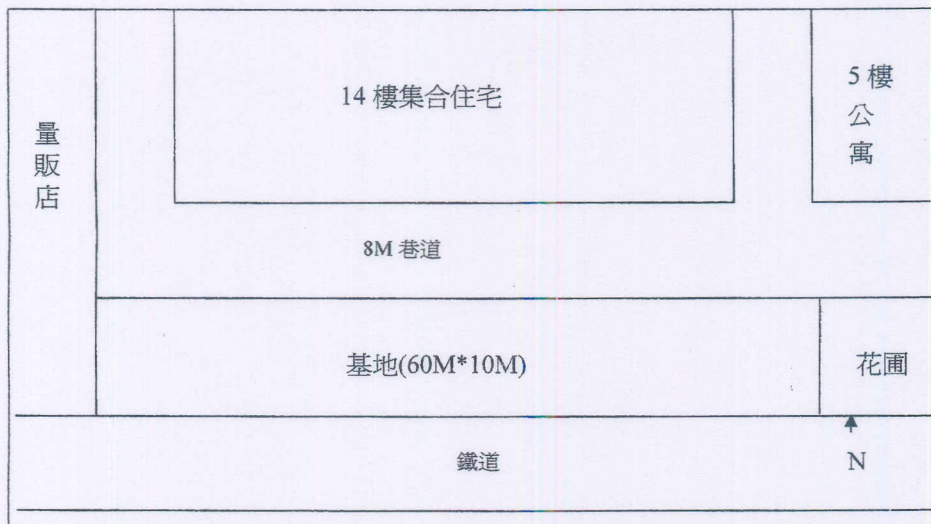 14 樓集合住宅
5 樓
公
寓
量
販
店
8M 巷道
基地(60M*10M)
花圃
鐵道
N